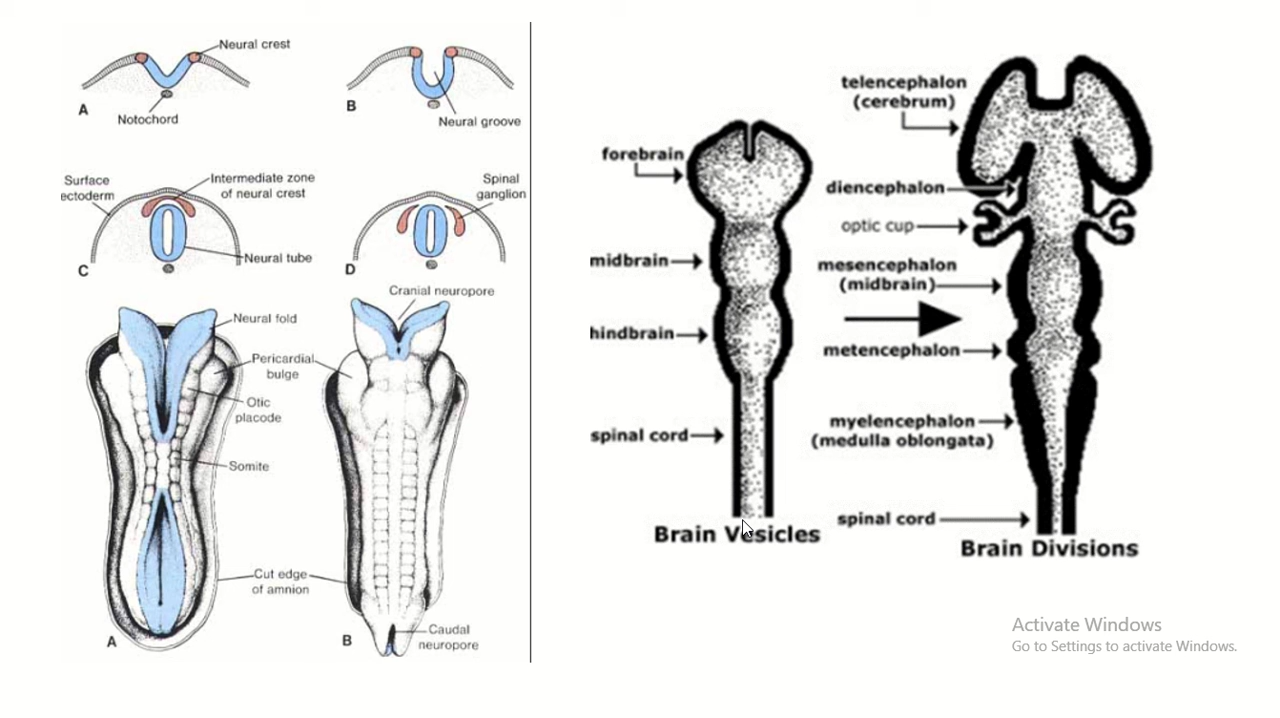 Neural crest
A
Notochord
B
Neural groove
Surface
ectoderm
Intermediate zone
of neural crest
Neural tube
C
Spinal
ganglion
D
Cranial neuropore
Neural fold
Pericardial
bulge
Otic
placode
Somite
Cut edge
of amnion
A
B
Caudal
neuropore
forebrain
midbrain
hindbrain
spinal cord
Brain Vesicles
telencephalon
(cerebrum)
diencephalon
optic cup
mesencephalon
(midbrain)
metencephalon
myelencephalon
(medulla oblongata)
spinal cord
Brain Divisions
Activate Windows
Go to Settings to activate Windows.